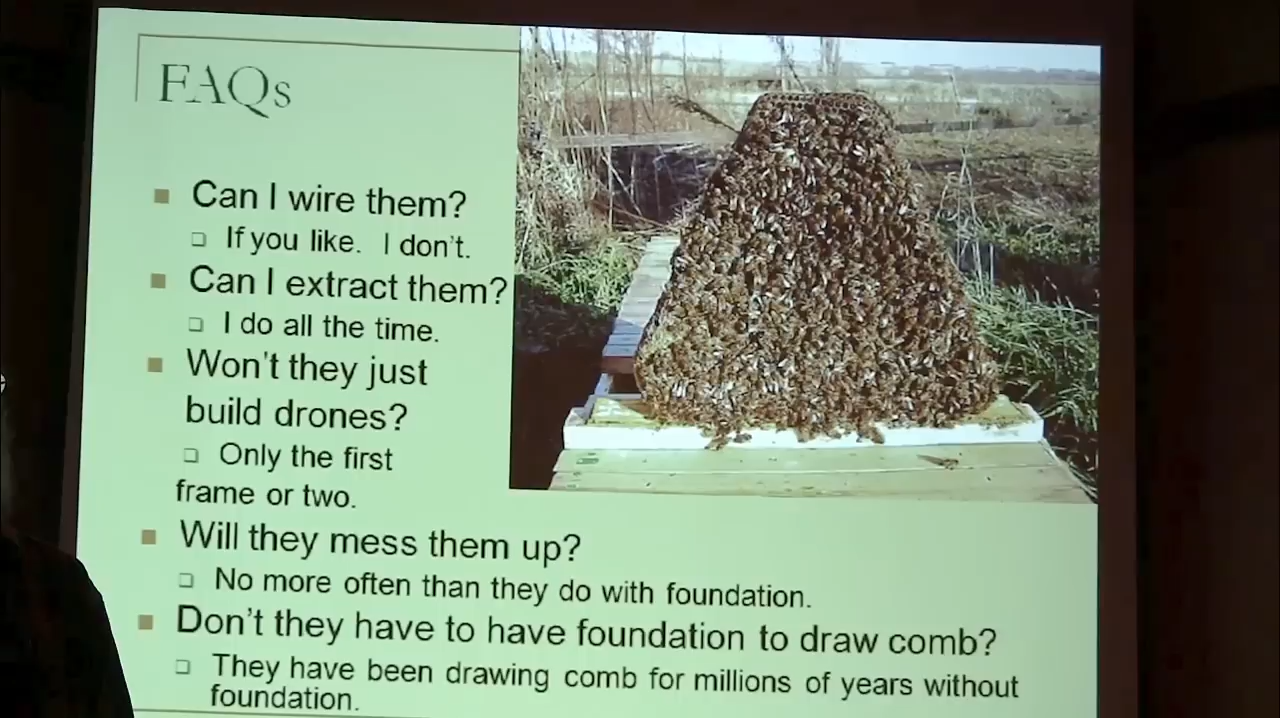 FAQs
Can I wire them?
If you like. I don't.
Can I extract them?
I do all the time.
Won't they just
build drones?
Only the first
frame or two.
Will they mess them up?
No more often than they do with foundation.
Don't they have to have foundation to draw comb?
They have been drawing comb for millions of years without
foundation.